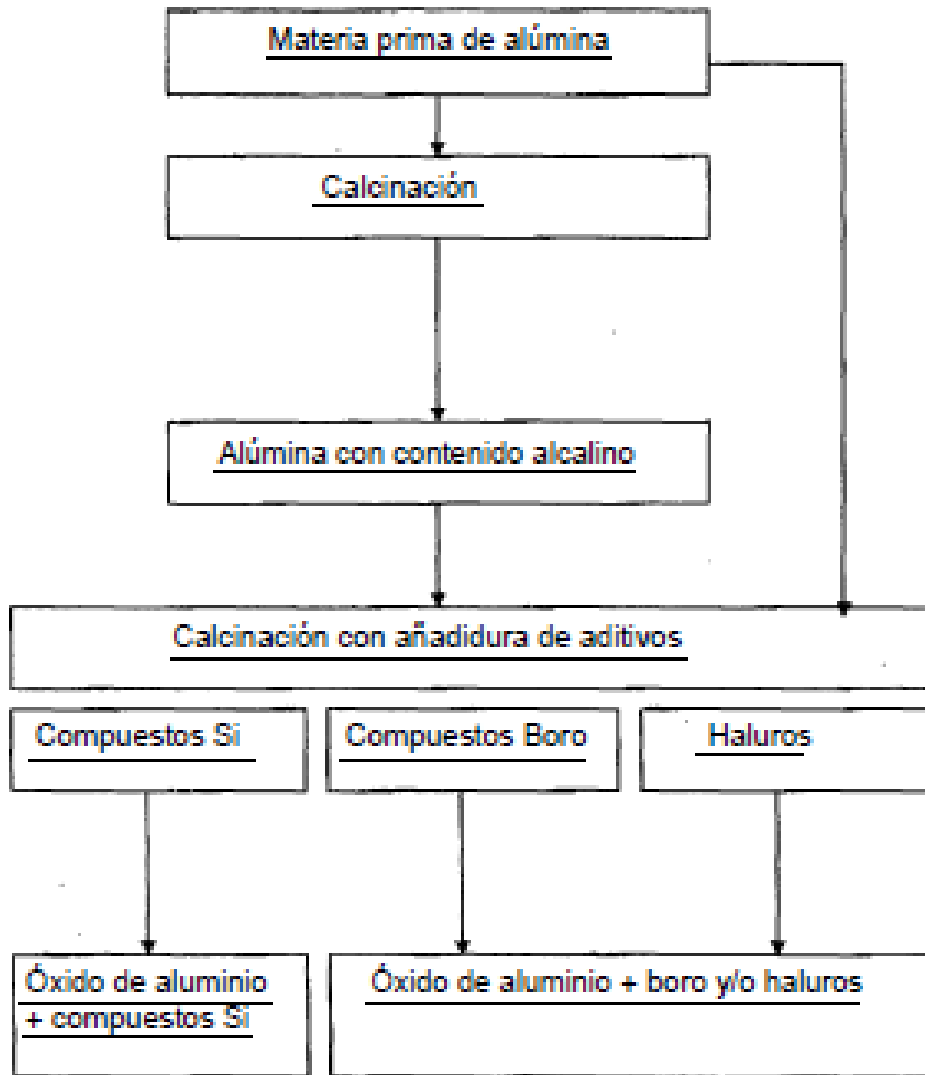 Materia prima de alúmina
Calcinación
Alúmina con contenido alcalino
Calcinación con añadidura de aditivos
Compuestos Si
Compuestos Boro
Haluros
Óxido de aluminio
+ compuestos Si
Óxido de aluminio + boro y/o haluros